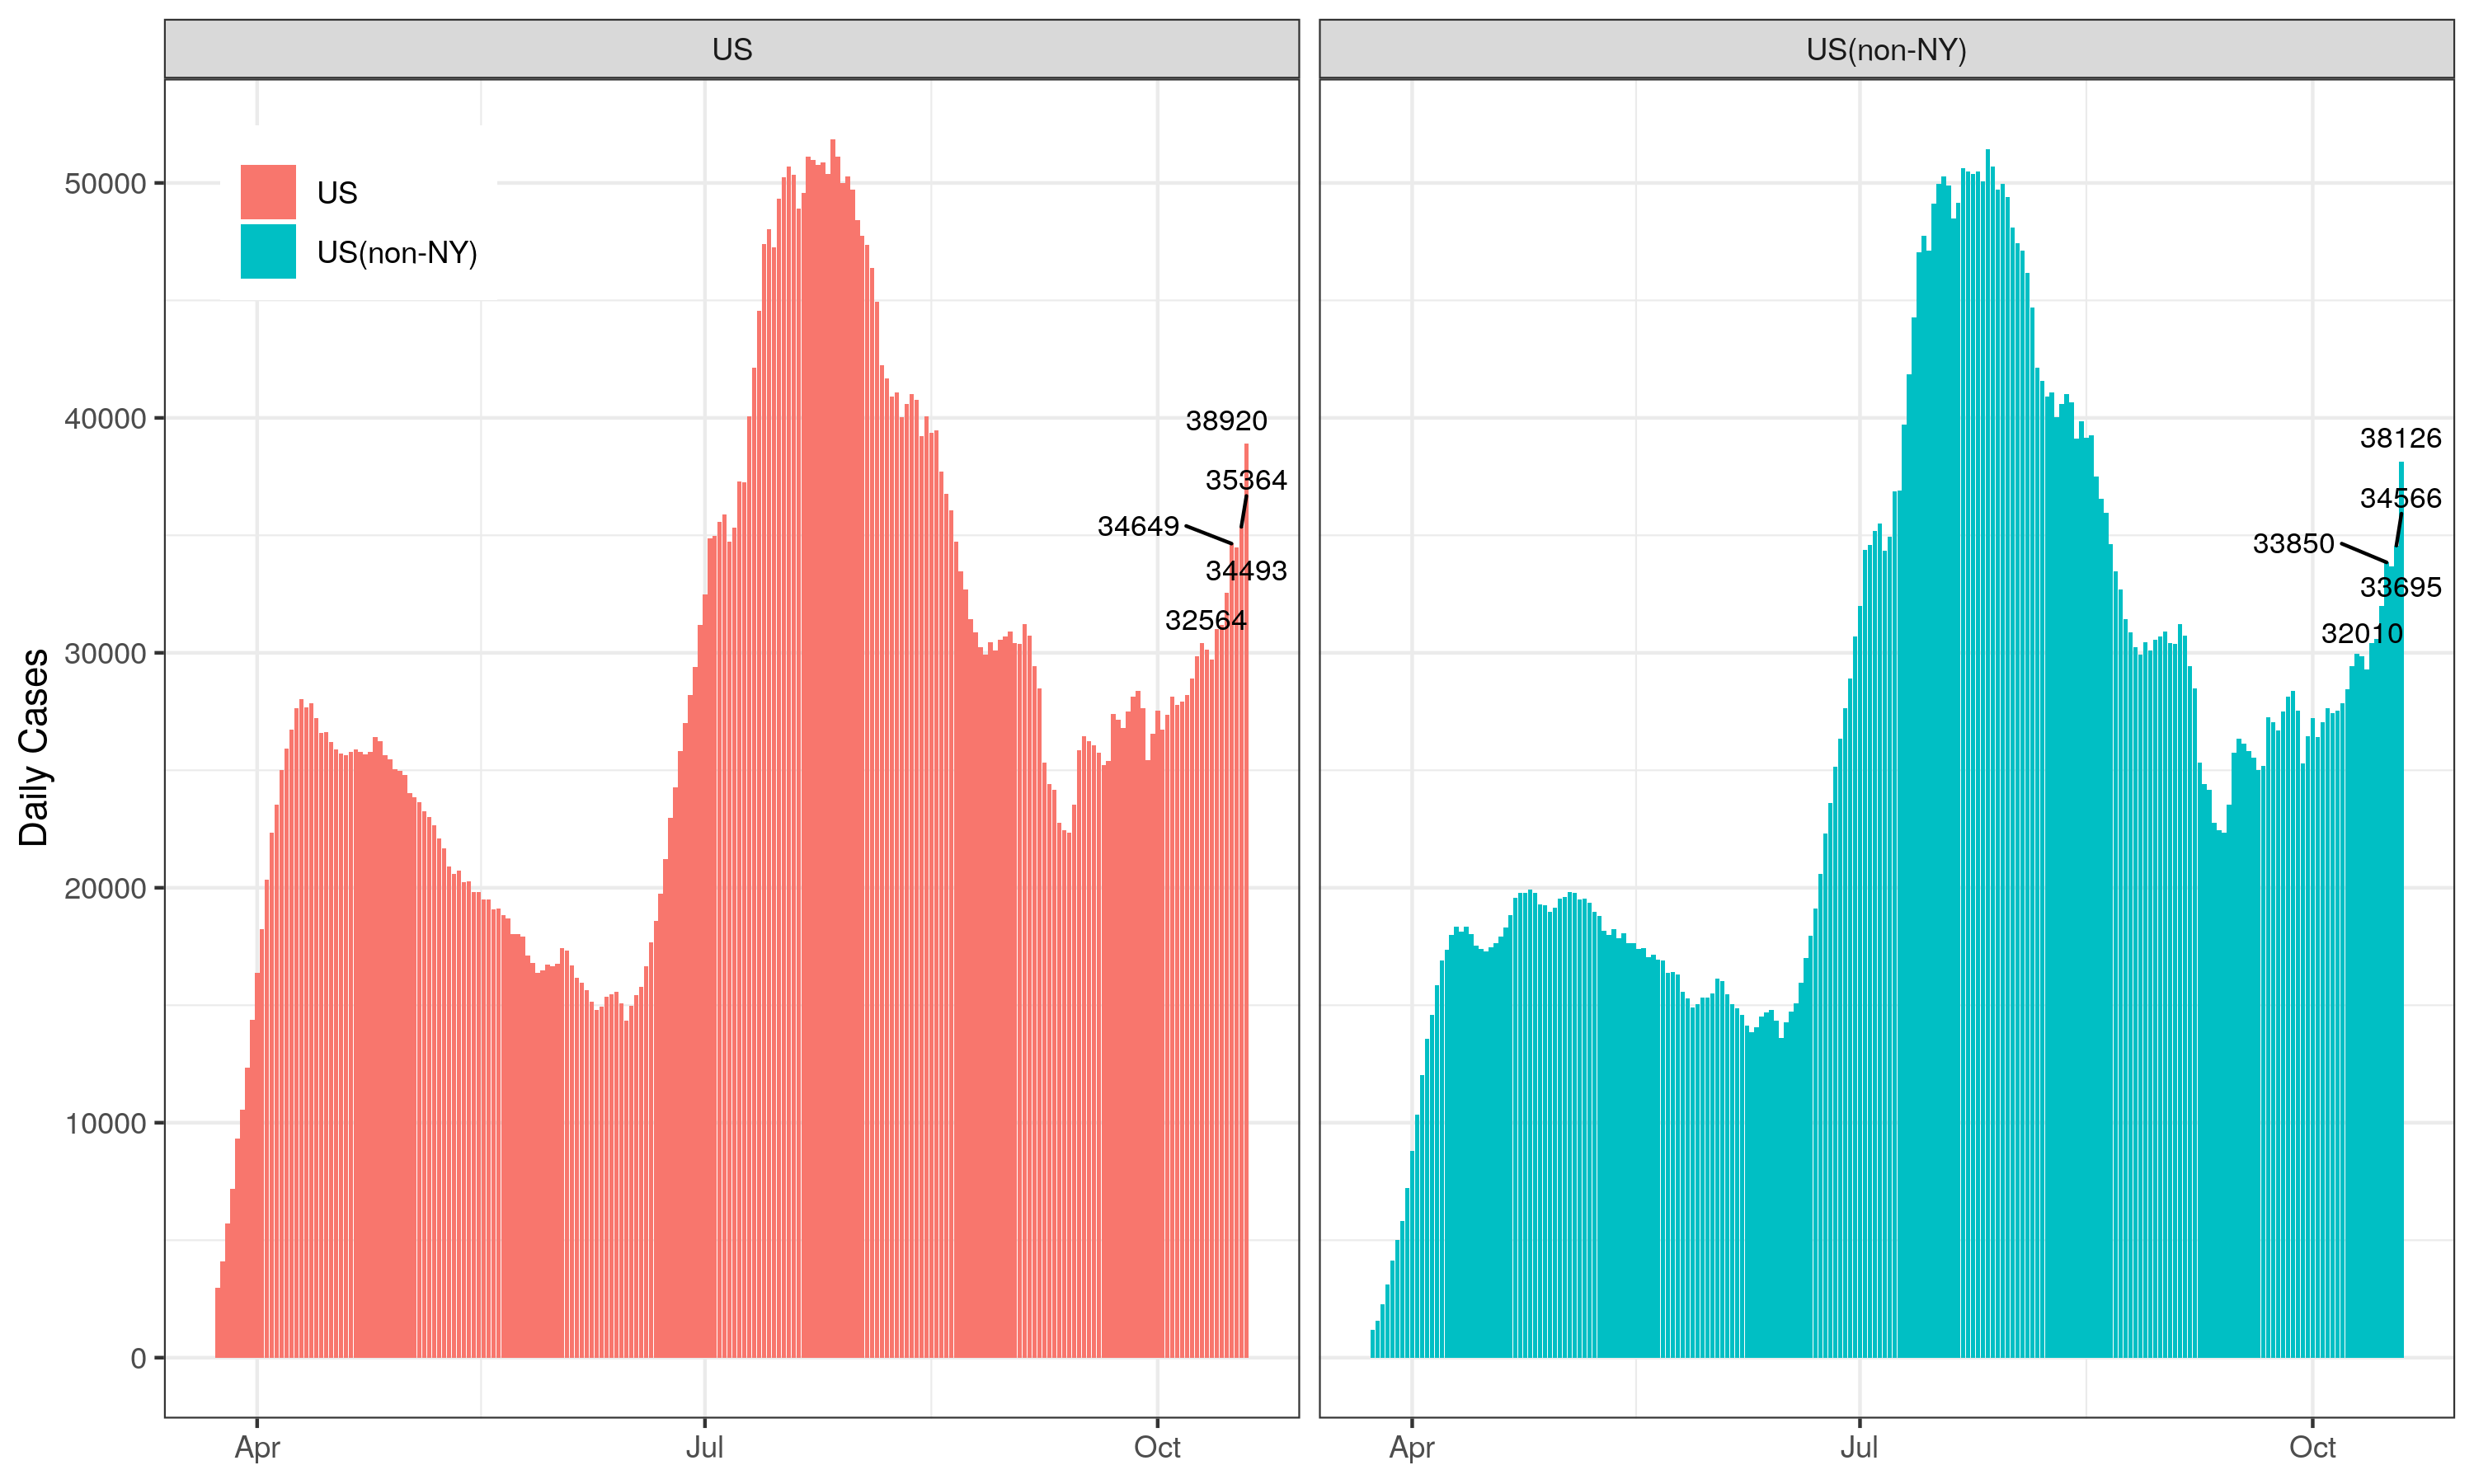 US
US(non-NY)
Daily Cases
50000
40000
30000
20000
10000
0
US
US(non-NY)
38920
35364
34649
34493
32564
38126
34566
33850
33695
32010
Apr
Jul
Oct
Apr
Jul
Oct